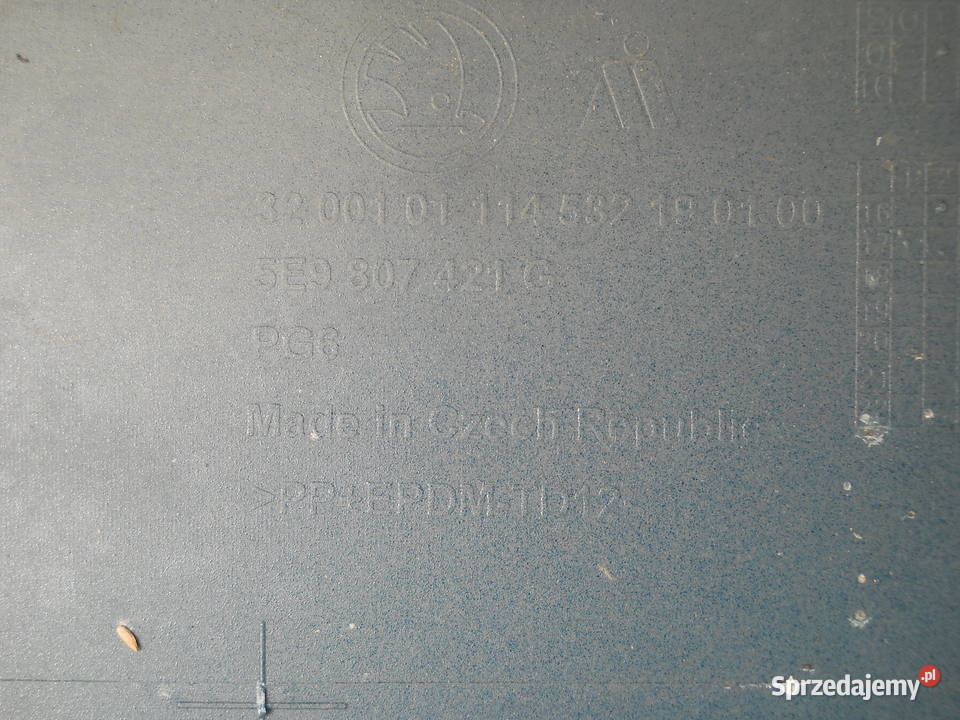 32 001 01 114 532 19 01 00
5E9 807 421 G
PG6
Made in Czech Republic
>PP+EPDM-TD12<
Sprzedajemy.pl